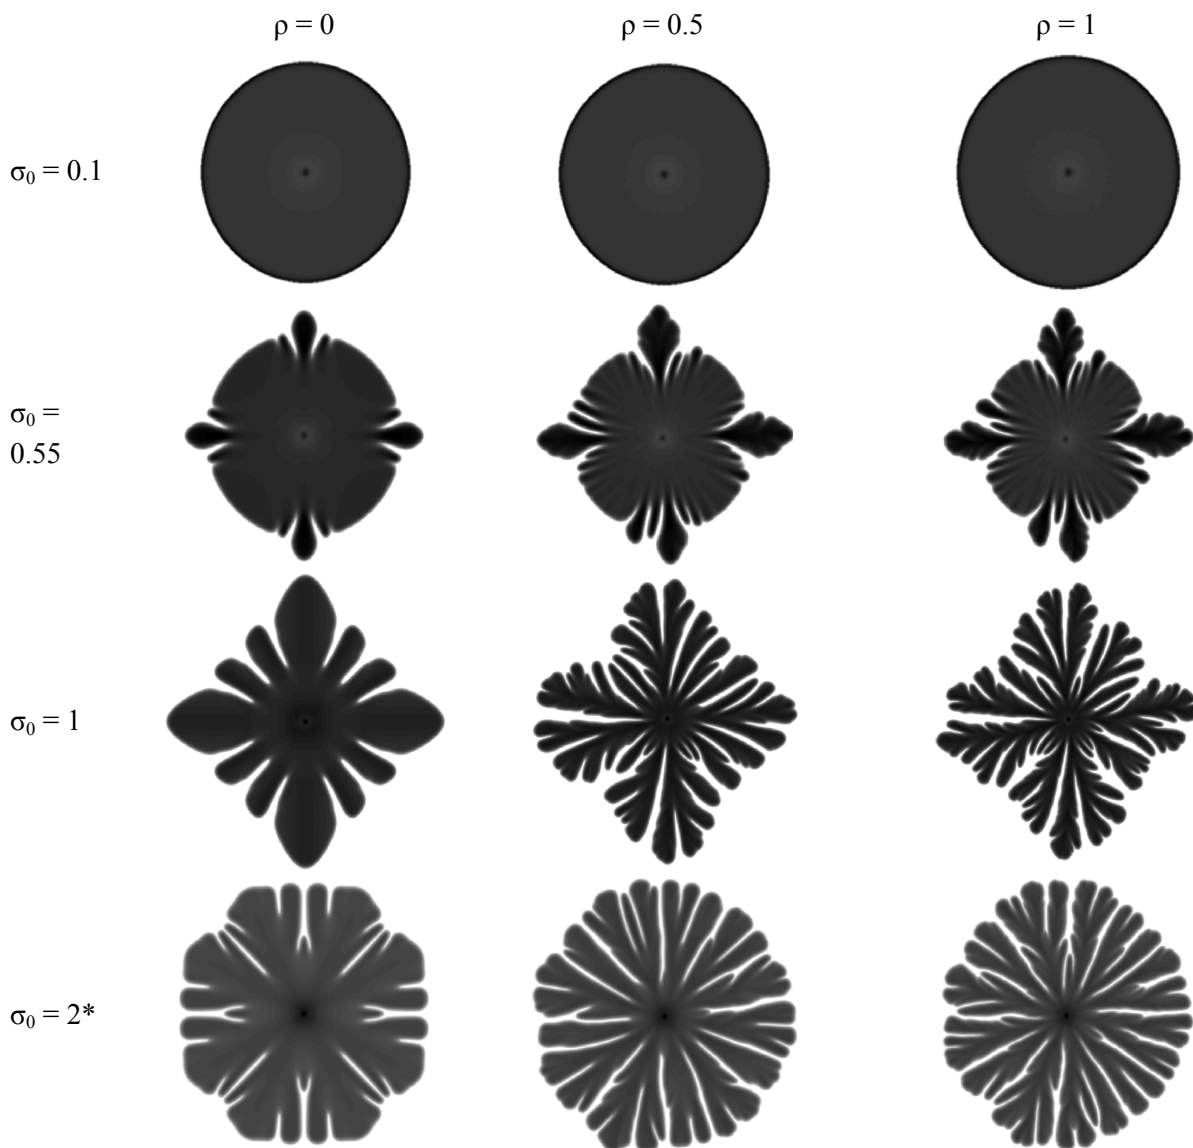 ρ = 0 ρ = 0.5 ρ = 1
σ₀ = 0.1
σ₀ =
0.55
σ₀ = 1
σ₀ = 2*